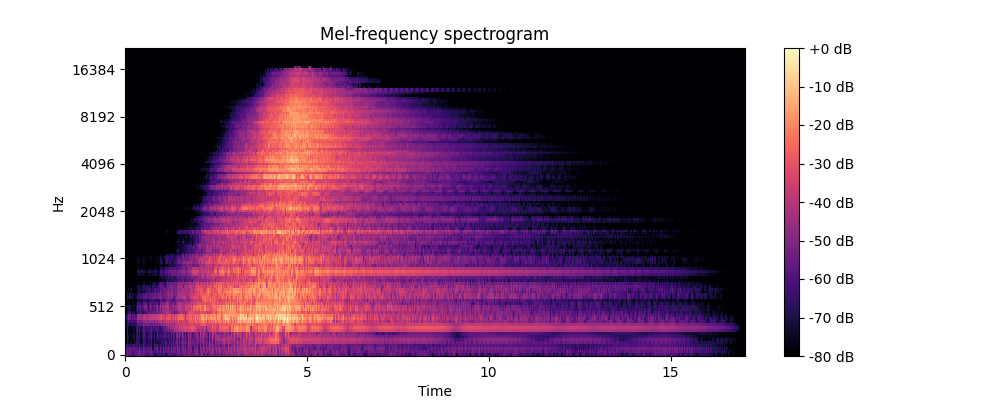 Mel-frequency spectrogram
Hz
16384
8192
4096
2048
1024
512
0
0 5 10 15
Time
+0 dB
-10 dB
-20 dB
-30 dB
-40 dB
-50 dB
-60 dB
-70 dB
-80 dB